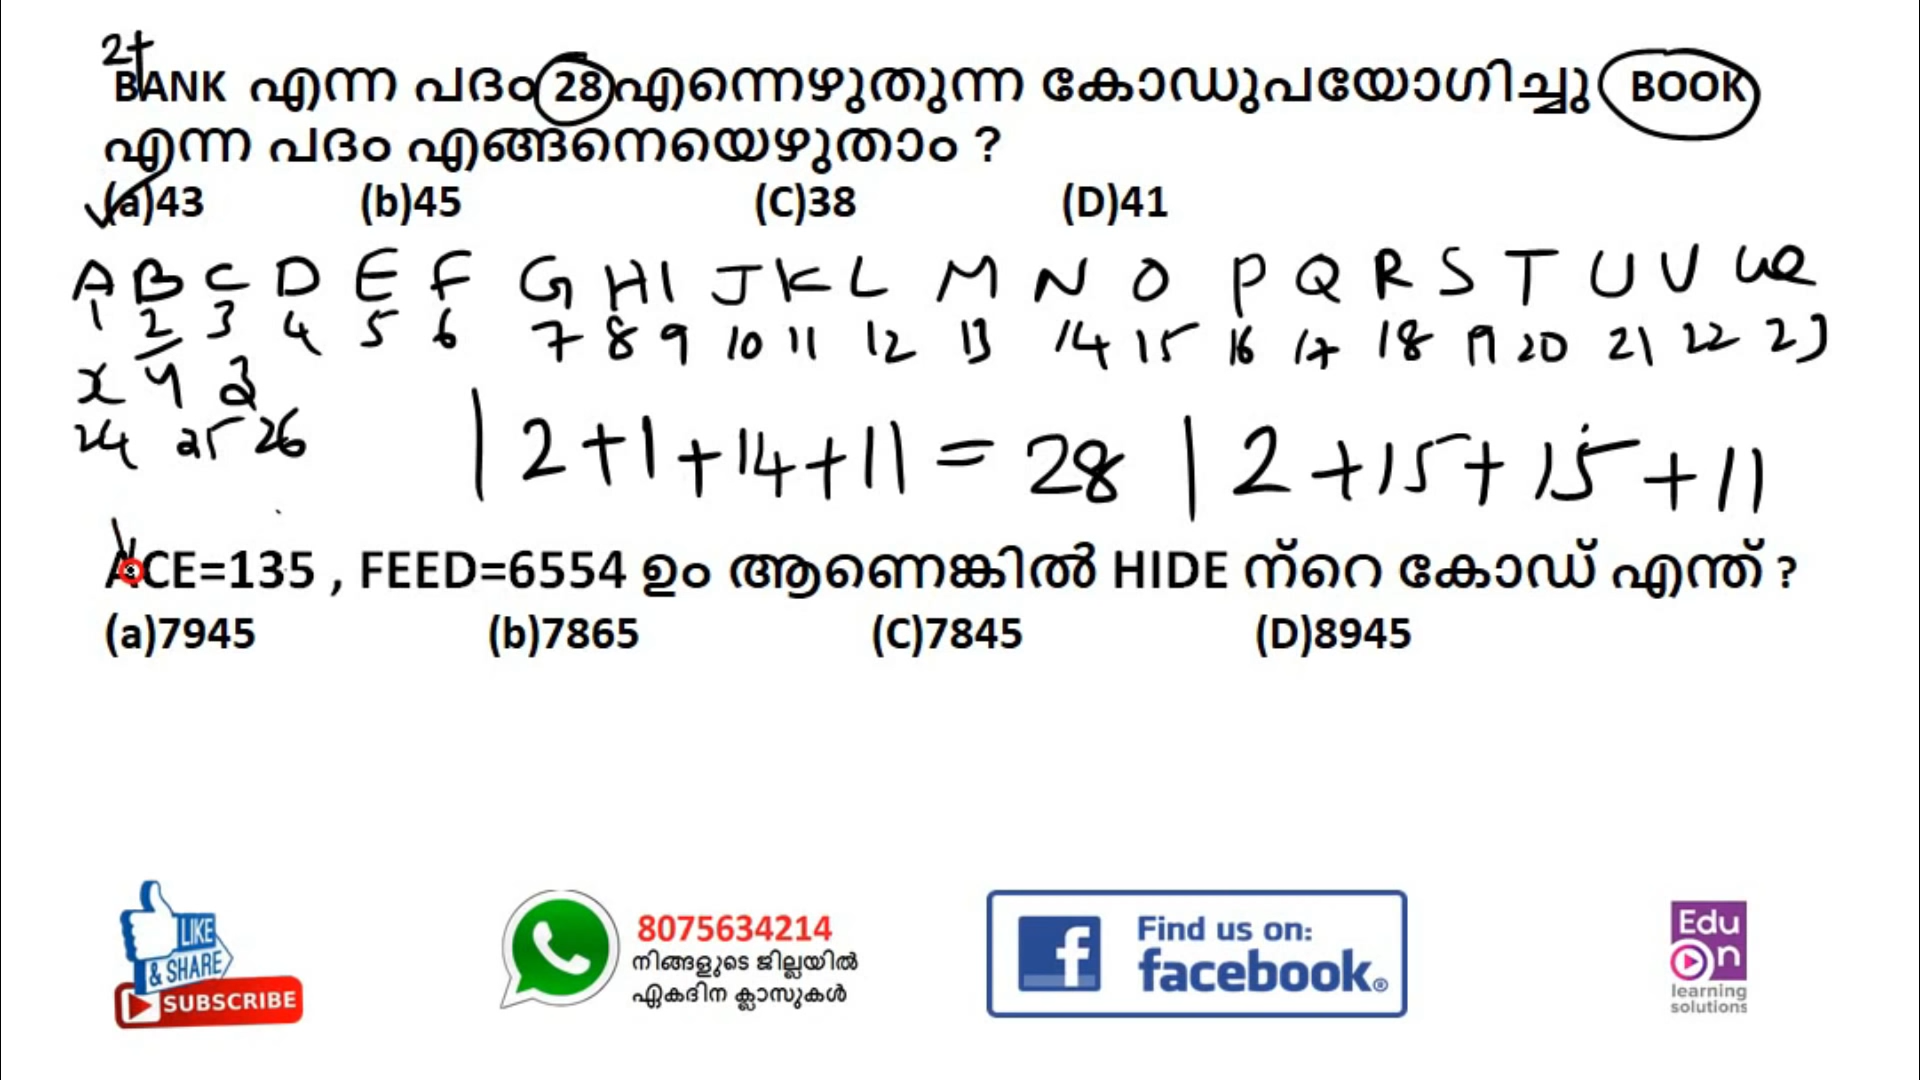 2+
BANK എന്ന പദം 28 എന്നെഴുതുന്ന കോഡുപയോഗിച്ചു BOOK
എന്ന പദം എങ്ങനെയെഴുതാം ?
(a)43 (b)45 (C)38 (D)41
A B C D E F G H I J K L M N O P Q R S T U V W
1 2 3 4 5 6 7 8 9 10 11 12 13 14 15 16 17 18 19 20 21 22 23
x y z
24 25 26
2+1+14+11 = 28 | 2+15+15+11
ACE=135 , FEED=6554 ഉം ആണെങ്കിൽ HIDE ന്റെ കോഡ് എന്ത് ?
(a)7945 (b)7865 (C)7845 (D)8945
LIKE
& SHARE
SUBSCRIBE
8075634214
നിങ്ങളുടെ ജില്ലയിൽ
ഏകദിന ക്ലാസുകൾ
Find us on:
facebook®
Edu
On
learning
solutions